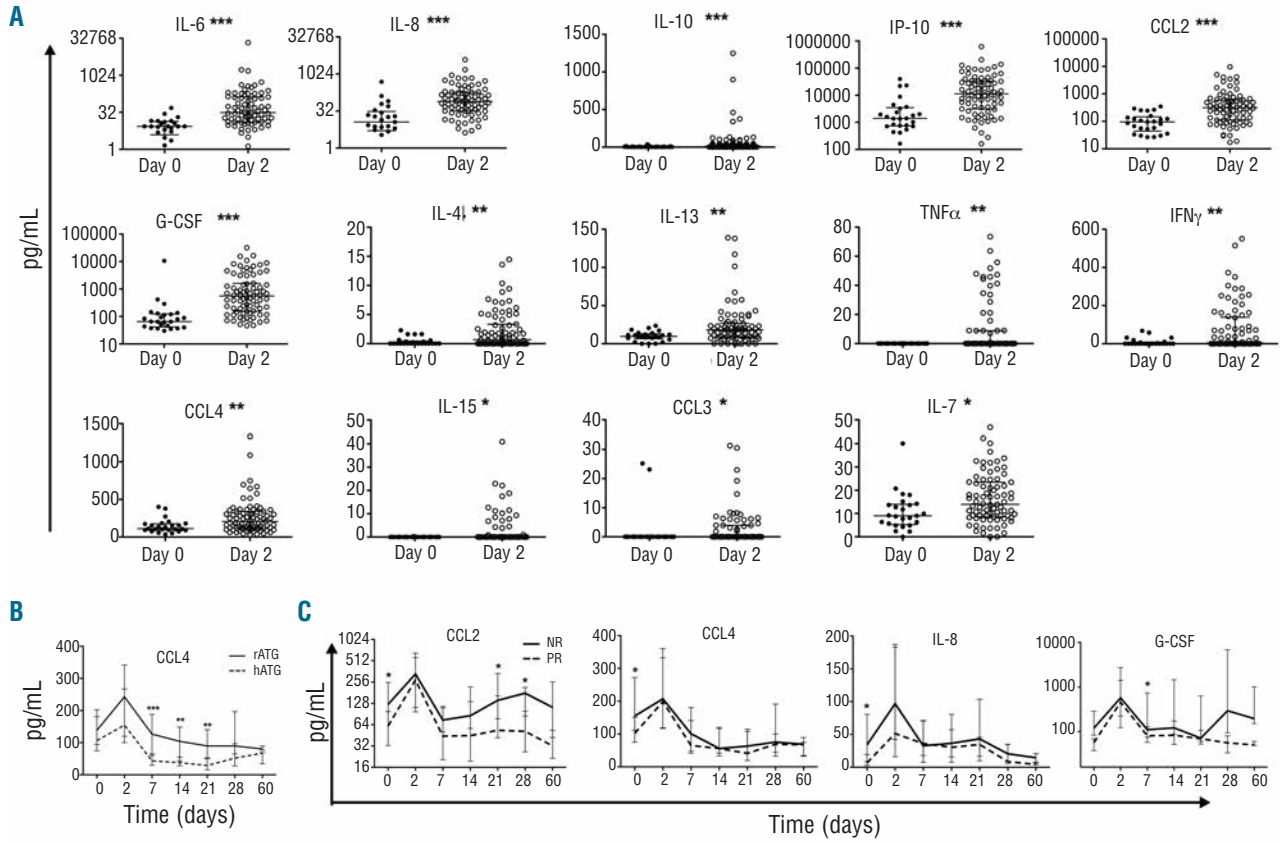 A
IL-6 ***
32768
1024
32
1
Day 0 Day 2
IL-8 ***
32768
1024
32
1
Day 0 Day 2
IL-10 ***
1500
1000
500
0
Day 0 Day 2
IP-10 ***
1000000
100000
10000
1000
100
Day 0 Day 2
CCL2 ***
100000
10000
1000
100
10
Day 0 Day 2
pg/mL
G-CSF ***
100000
10000
1000
100
10
Day 0 Day 2
IL-4 **
20
15
10
5
0
Day 0 Day 2
IL-13 **
150
100
50
0
Day 0 Day 2
TNFα **
80
60
40
20
0
Day 0 Day 2
IFNγ **
600
400
200
0
Day 0 Day 2
CCL4 **
1500
1000
500
0
Day 0 Day 2
IL-15 *
50
40
30
20
10
0
Day 0 Day 2
CCL3 *
40
30
20
10
0
Day 0 Day 2
IL-7 *
50
40
30
20
10
0
Day 0 Day 2
B
CCL4
rATG
hATG
400
300
200
100
0
pg/mL
*** ** **
0 2 7 14 21 28 60
Time (days)
C
pg/mL
CCL2
NR
PR
1024
512
256
128
64
32
16
* * *
0 2 7 14 21 28 60
CCL4
400
300
200
100
0
*
0 2 7 14 21 28 60
IL-8
200
150
100
50
0
*
0 2 7 14 21 28 60
G-CSF
10000
1000
100
*
0 2 7 14 21 28 60
Time (days)